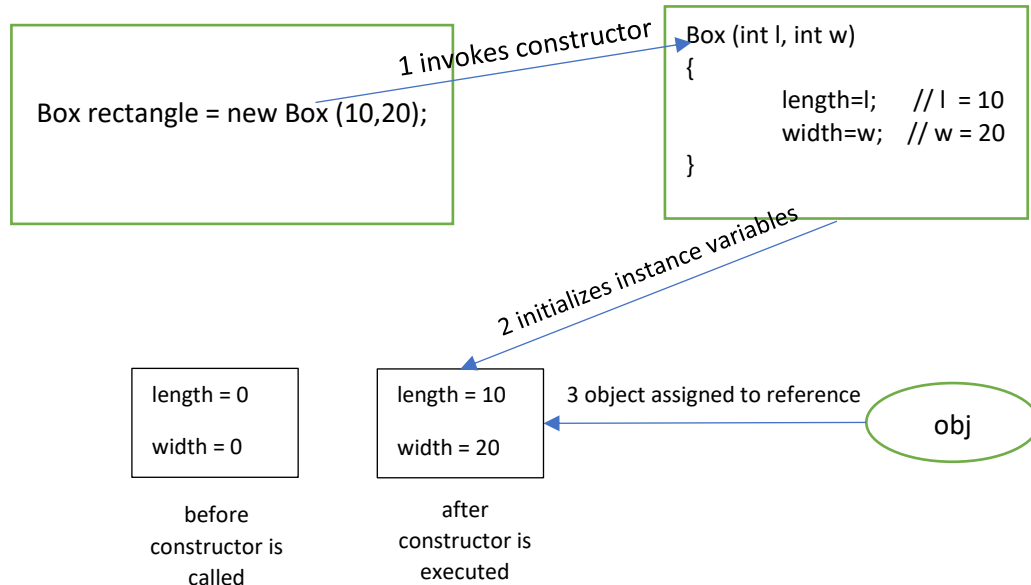 1 invokes constructor
Box rectangle = new Box (10,20);
Box (int l, int w)
{
length=l; // l = 10
width=w; // w = 20
}
2 initializes instance variables
length = 0
width = 0
before
constructor is
called
length = 10
width = 20
after
constructor is
executed
3 object assigned to reference
obj